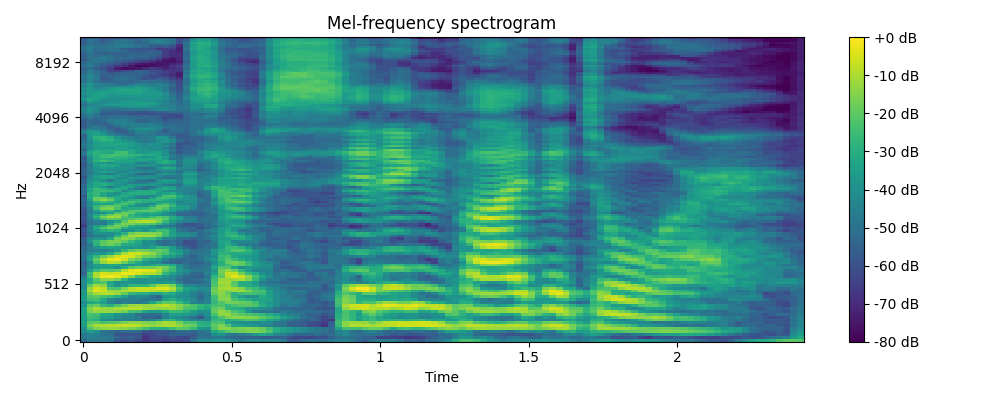 Mel-frequency spectrogram
8192
4096
2048
1024
512
0
Hz
0
0.5
1
1.5
2
Time
+0 dB
-10 dB
-20 dB
-30 dB
-40 dB
-50 dB
-60 dB
-70 dB
-80 dB